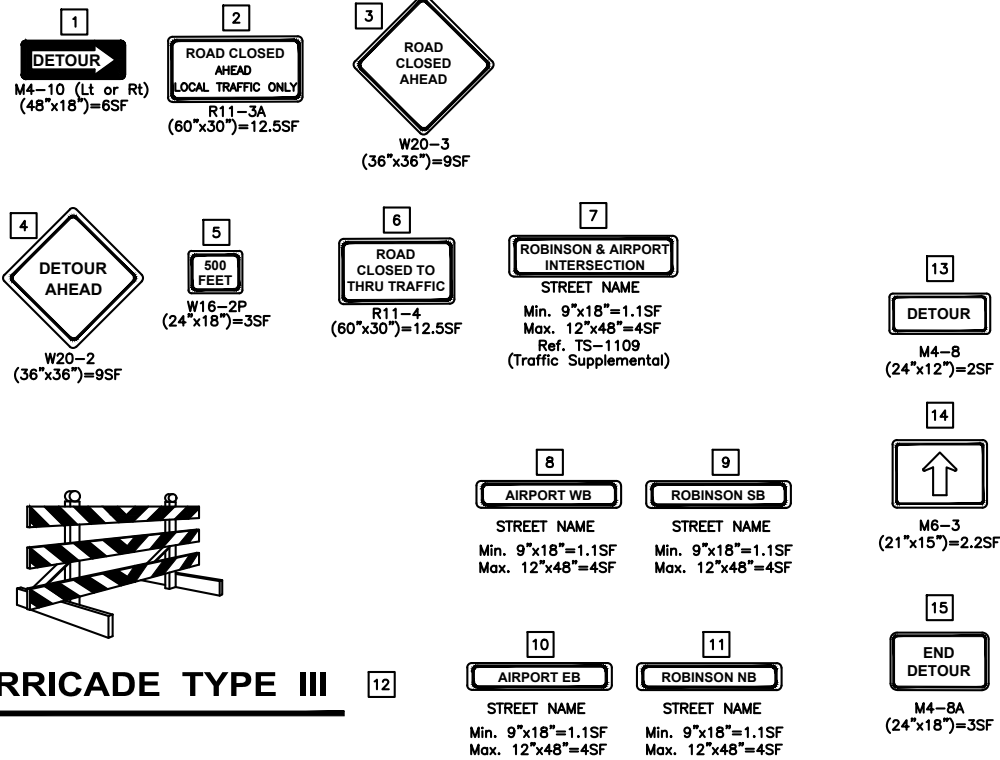 1
DETOUR
M4-10 (Lt or Rt)
(48"x18")=6SF
2
ROAD CLOSED
AHEAD
LOCAL TRAFFIC ONLY
R11-3A
(60"x30")=12.5SF
3
ROAD
CLOSED
AHEAD
W20-3
(36"x36")=9SF
4
DETOUR
AHEAD
W20-2
(36"x36")=9SF
5
500
FEET
W16-2P
(24"x18")=3SF
6
ROAD
CLOSED TO
THRU TRAFFIC
R11-4
(60"x30")=12.5SF
7
ROBINSON & AIRPORT
INTERSECTION
STREET NAME
Min. 9"x18"=1.1SF
Max. 12"x48"=4SF
Ref. TS-1109
(Traffic Supplemental)
13
DETOUR
M4-8
(24"x12")=2SF
8
AIRPORT WB
STREET NAME
Min. 9"x18"=1.1SF
Max. 12"x48"=4SF
9
ROBINSON SB
STREET NAME
Min. 9"x18"=1.1SF
Max. 12"x48"=4SF
14
M6-3
(21"x15")=2.2SF
RRICADE TYPE III
12
10
AIRPORT EB
STREET NAME
Min. 9"x18"=1.1SF
Max. 12"x48"=4SF
11
ROBINSON NB
STREET NAME
Min. 9"x18"=1.1SF
Max. 12"x48"=4SF
15
END
DETOUR
M4-8A
(24"x18")=3SF